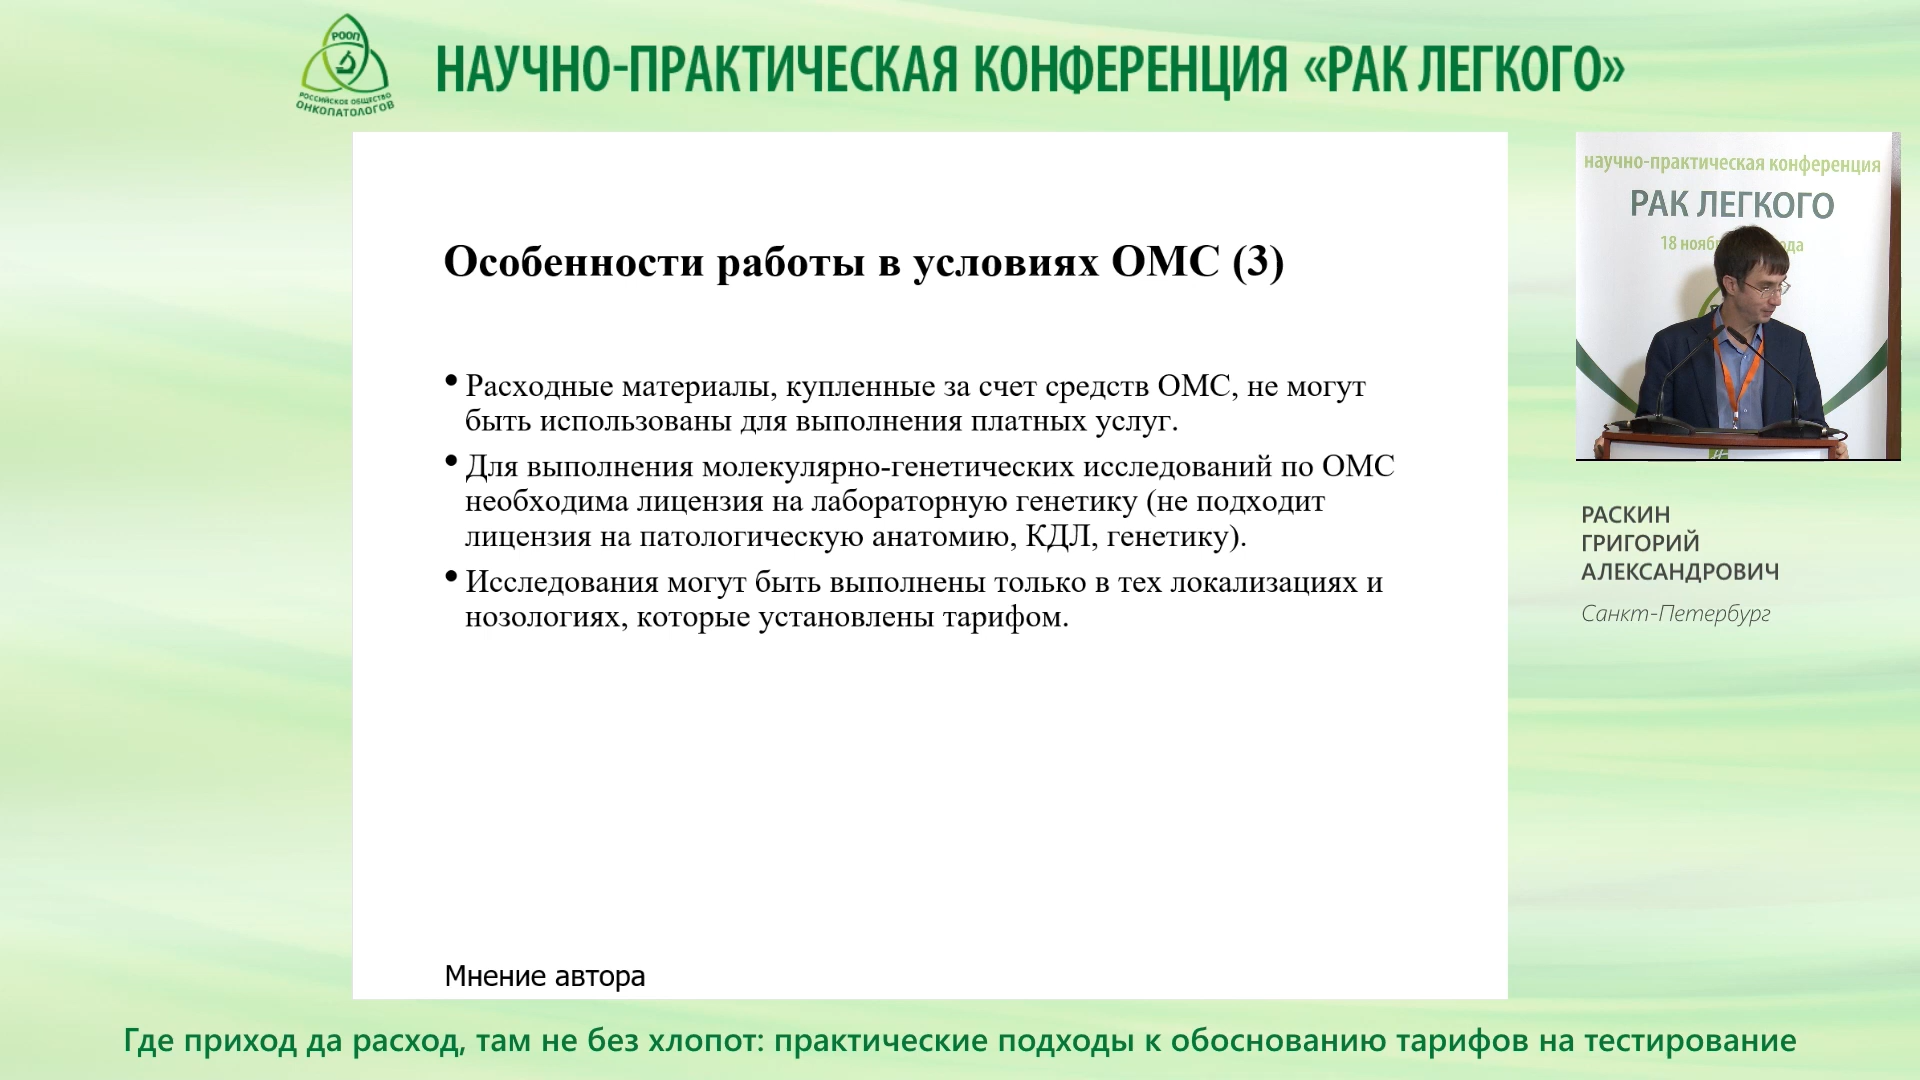 РООП
РОССИЙСКОЕ ОБЩЕСТВО
ОНКОПАТОЛОГОВ
НАУЧНО-ПРАКТИЧЕСКАЯ КОНФЕРЕНЦИЯ «РАК ЛЕГКОГО»
Особенности работы в условиях ОМС (3)
• Расходные материалы, купленные за счет средств ОМС, не могут
быть использованы для выполнения платных услуг.
• Для выполнения молекулярно-генетических исследований по ОМС
необходима лицензия на лабораторную генетику (не подходит
лицензия на патологическую анатомию, КДЛ, генетику).
• Исследования могут быть выполнены только в тех локализациях и
нозологиях, которые установлены тарифом.
Мнение автора
научно-практическая конференция
РАК ЛЕГКОГО
18
РАСКИН
ГРИГОРИЙ
АЛЕКСАНДРОВИЧ
Санкт-Петербург
Где приход да расход, там не без хлопот: практические подходы к обоснованию тарифов на тестирование